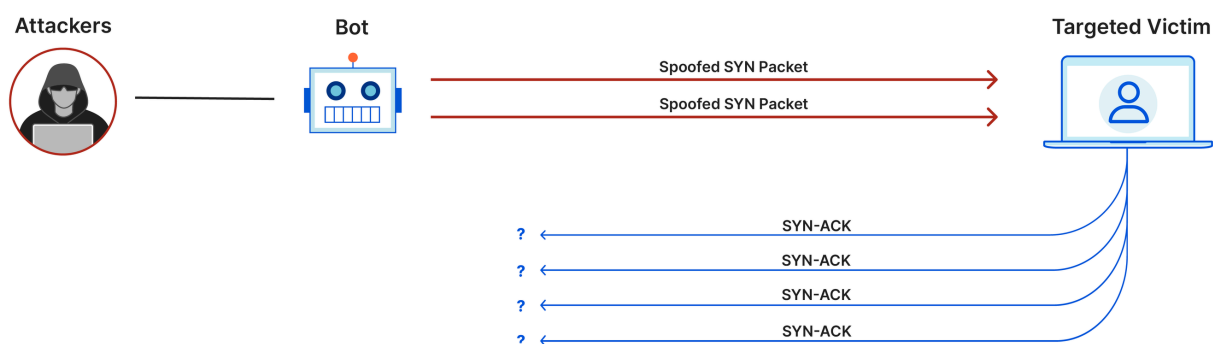 Attackers
Bot
Targeted Victim
Spoofed SYN Packet
Spoofed SYN Packet
SYN-ACK
?
SYN-ACK
?
SYN-ACK
?
SYN-ACK
?